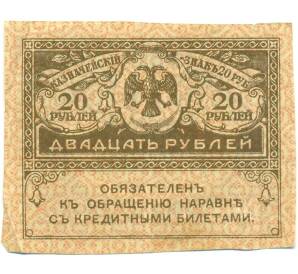 КАЗНАЧЕЙСКІЙ ЗНАКЪ 20 РУБ.
20 20
РУБЛЕЙ РУБЛЕЙ
ДВАДЦАТЬ РУБЛЕЙ
ОБЯЗАТЕЛЕНЪ
КЪ ОБРАЩЕНІЮ НАРАВНѢ
СЪ КРЕДИТНЫМИ БИЛЕТАМИ.